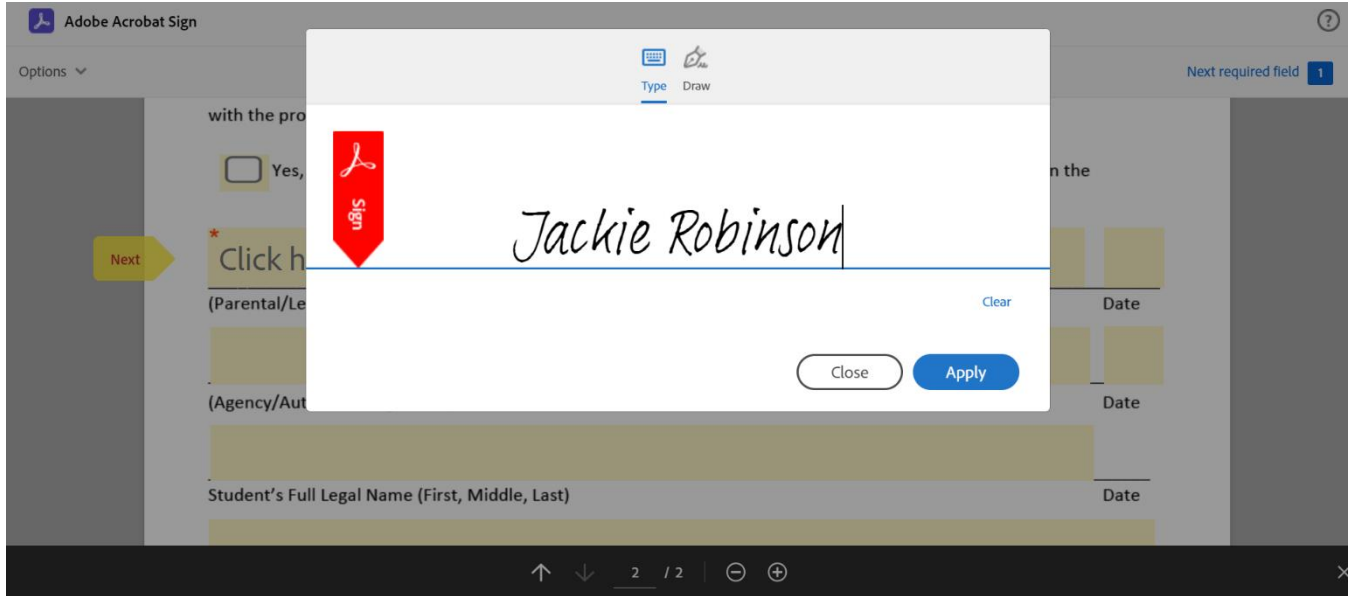 Adobe Acrobat Sign
?
Type Draw
Options
Next required field 1
with the pro
Yes,
n the
Sign
Jackie Robinson
Next
* Click h
(Parental/Le
Clear
Date
Close Apply
(Agency/Aut
Date
Student's Full Legal Name (First, Middle, Last) Date
2 / 2